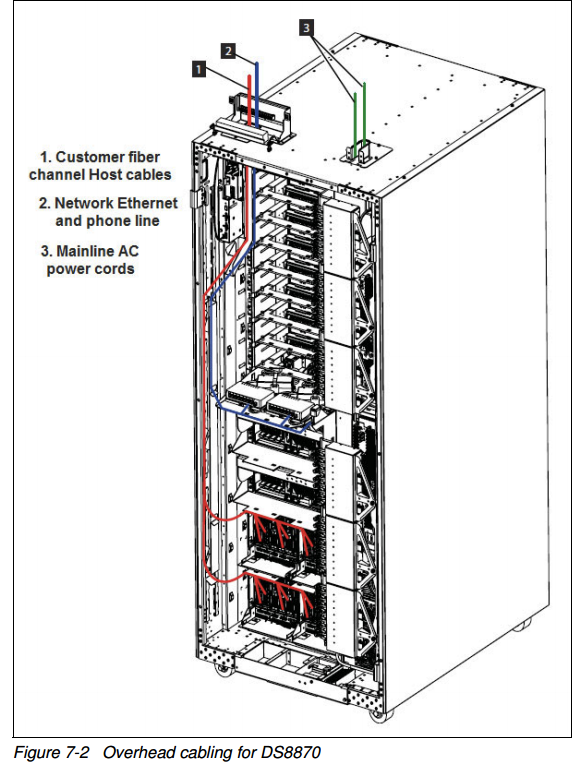 3
2
1
1. Customer fiber
channel Host cables
2. Network Ethernet
and phone line
3. Mainline AC
power cords
Figure 7-2 Overhead cabling for DS8870